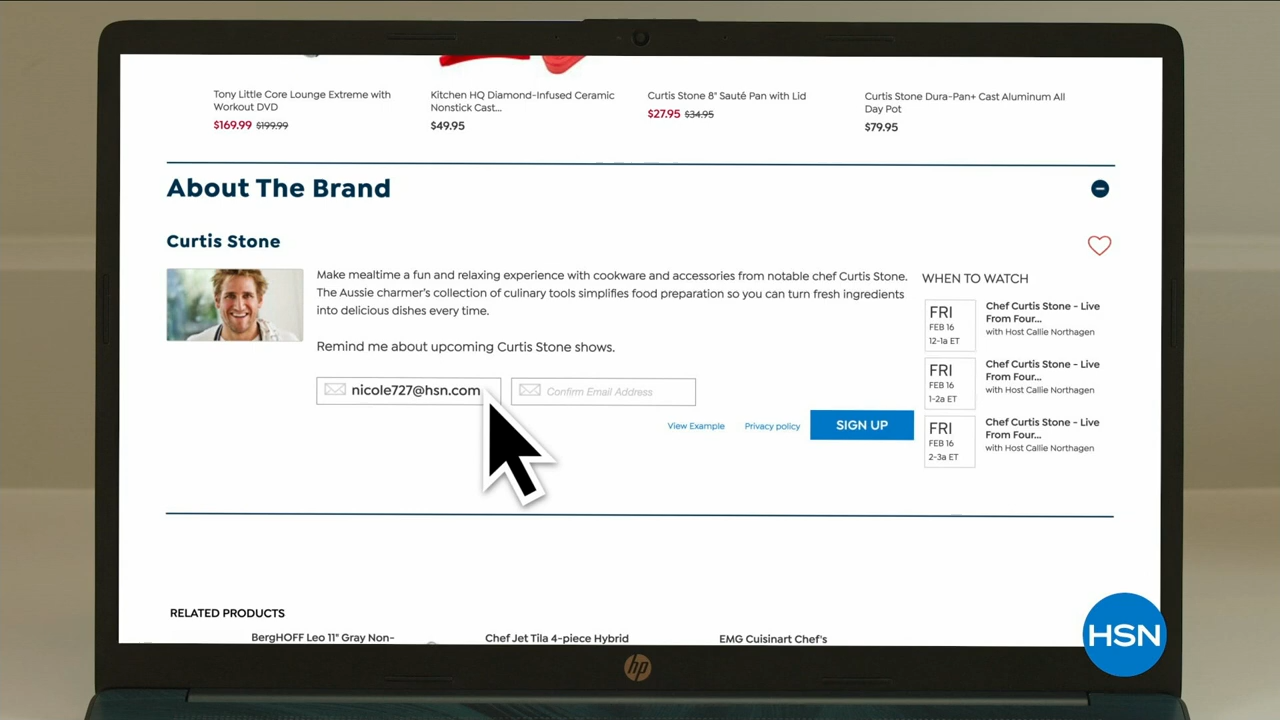 Tony Little Core Lounge Extreme with
Workout DVD
$169.99 $199.99
Kitchen HQ Diamond-Infused Ceramic
Nonstick Cast...
$49.95
Curtis Stone 8" Sauté Pan with Lid
$27.95 $34.95
Curtis Stone Dura-Pan+ Cast Aluminum All
Day Pot
$79.95
About The Brand
Curtis Stone
Make mealtime a fun and relaxing experience with cookware and accessories from notable chef Curtis Stone.
The Aussie charmer's collection of culinary tools simplifies food preparation so you can turn fresh ingredients
into delicious dishes every time.
Remind me about upcoming Curtis Stone shows.
nicole727@hsn.com
Confirm Email Address
View Example
Privacy policy
SIGN UP
WHEN TO WATCH
FRI
FEB 16
12-1a ET
Chef Curtis Stone - Live
From Four...
with Host Callie Northagen
FRI
FEB 16
1-2a ET
Chef Curtis Stone - Live
From Four...
with Host Callie Northagen
FRI
FEB 16
2-3a ET
Chef Curtis Stone - Live
From Four...
with Host Callie Northagen
RELATED PRODUCTS
BergHOFF Leo 11" Gray Non-
Chef Jet Tila 4-piece Hybrid
EMG Cuisinart Chef's
HSN
hp